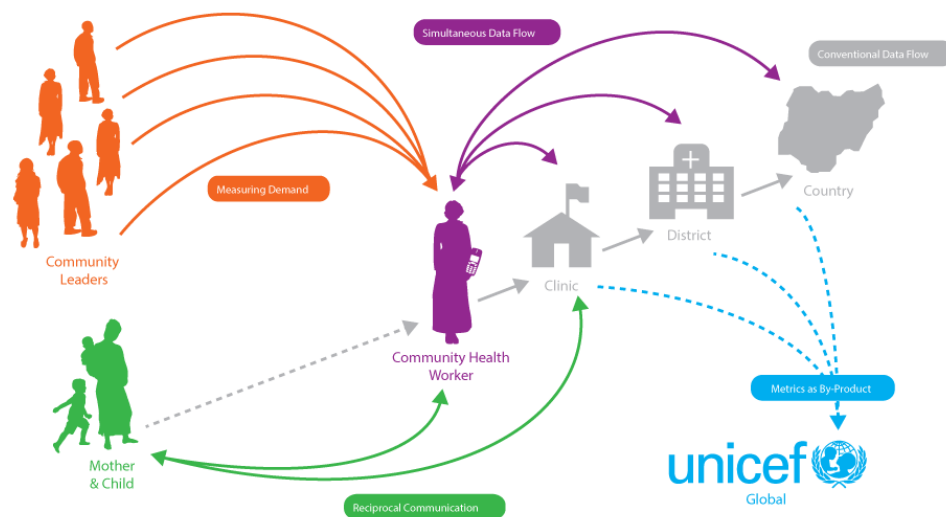 Simultaneous Data Flow
Conventional Data Flow
Measuring Demand
Country
District
Community
Leaders
Clinic
Community Health
Worker
Metrics as By-Product
unicef
Global
Mother
& Child
Reciprocal Communication